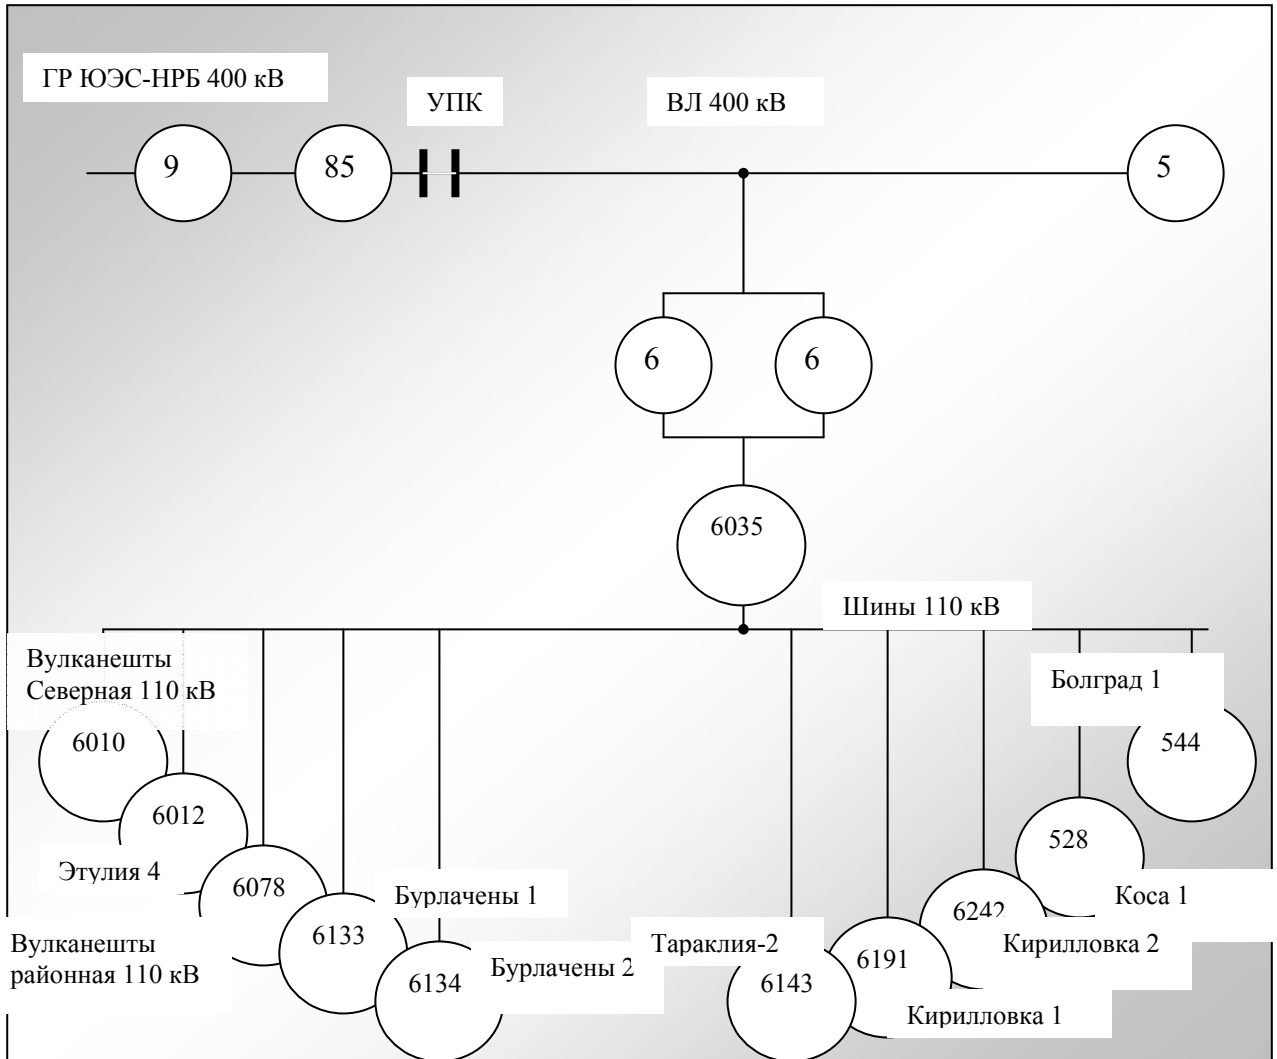 ГР ЮЭС-НРБ 400 кВ
УПК
ВЛ 400 кВ
9
85
5
6
6
6035
Шины 110 кВ
Вулканешты
Северная 110 кВ
Болград 1
6010
544
6012
528
Этулия 4
6078
Бурлачены 1
Коса 1
6242
6133
Вулканешты
районная 110 кВ
Бурлачены 2
Тараклия-2
Кирилловка 2
6191
6134
6143
Кирилловка 1